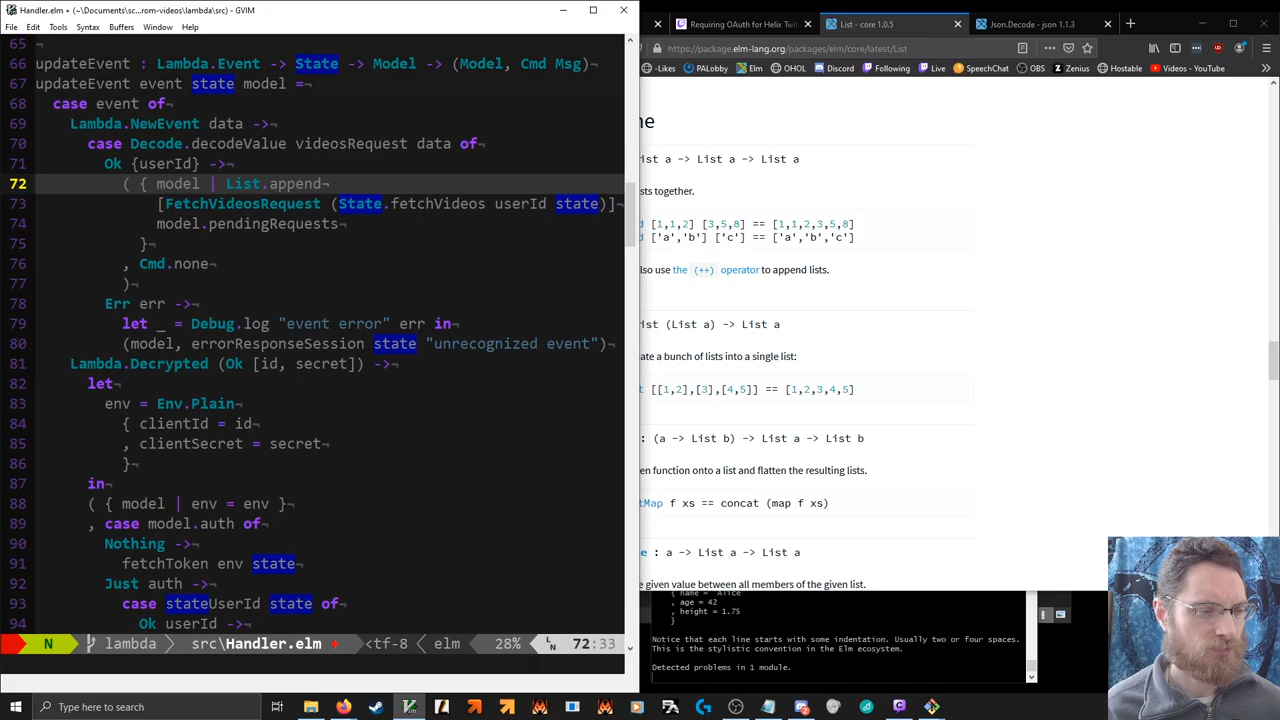 Handler.elm (~\Documents\sc...rom-videos\lambda\src) - GVIM
File Edit Tools Syntax Buffers Window Help
65 ¬
66 updateEvent : Lambda.Event -> State -> Model -> (Model, Cmd Msg)¬
67 updateEvent event state model =¬
68 case event of¬
69 Lambda.NewEvent data ->¬
70 case Decode.decodeValue videosRequest data of¬
71 Ok {userId} ->¬
72 ( { model | List.append¬
73 [FetchVideosRequest (State.fetchVideos userId state)]¬
74 model.pendingRequests¬
75 }¬
76 , Cmd.none¬
77 )¬
78 Err err ->¬
79 let _ = Debug.log "event error" err in¬
80 (model, errorResponseSession state "unrecognized event")¬
81 Lambda.Decrypted (Ok [id, secret]) ->¬
82 let¬
83 env = Env.Plain¬
84 { clientId = id¬
85 , clientSecret = secret¬
86 }¬
87 in¬
88 ( { model | env = env }¬
89 , case model.auth of¬
90 Nothing ->¬
91 fetchToken env state¬
92 Just auth ->¬
93 case stateUserId state of¬
94 Ok userId ->¬
N lambda src\Handler.elm + <tf-8 < elm 28% LN 72:33
Requiring OAuth for Helix Twi × List - core 1.0.5 × Json.Decode - json 1.1.3 × +
https://package.elm-lang.org/packages/elm/core/latest/List
-Likes PALobby Elm OHOL Discord Following Live SpeechChat OBS Zenius Hostable Videos - YouTube »
ne
ist a -> List a -> List a
sts together.
d [1,1,2] [3,5,8] == [1,1,2,3,5,8]
d ['a','b'] ['c'] == ['a','b','c']
lso use the (++) operator to append lists.
ist (List a) -> List a
ate a bunch of lists into a single list:
t [[1,2],[3],[4,5]] == [1,2,3,4,5]
: (a -> List b) -> List a -> List b
en function onto a list and flatten the resulting lists.
tMap f xs == concat (map f xs)
e : a -> List a -> List a
e given value between all members of the given list.
{ name = "Alice"
, age = 42
, height = 1.75
}
Notice that each line starts with some indentation. Usually two or four spaces.
This is the stylistic convention in the Elm ecosystem.
Detected problems in 1 module.
Type here to search